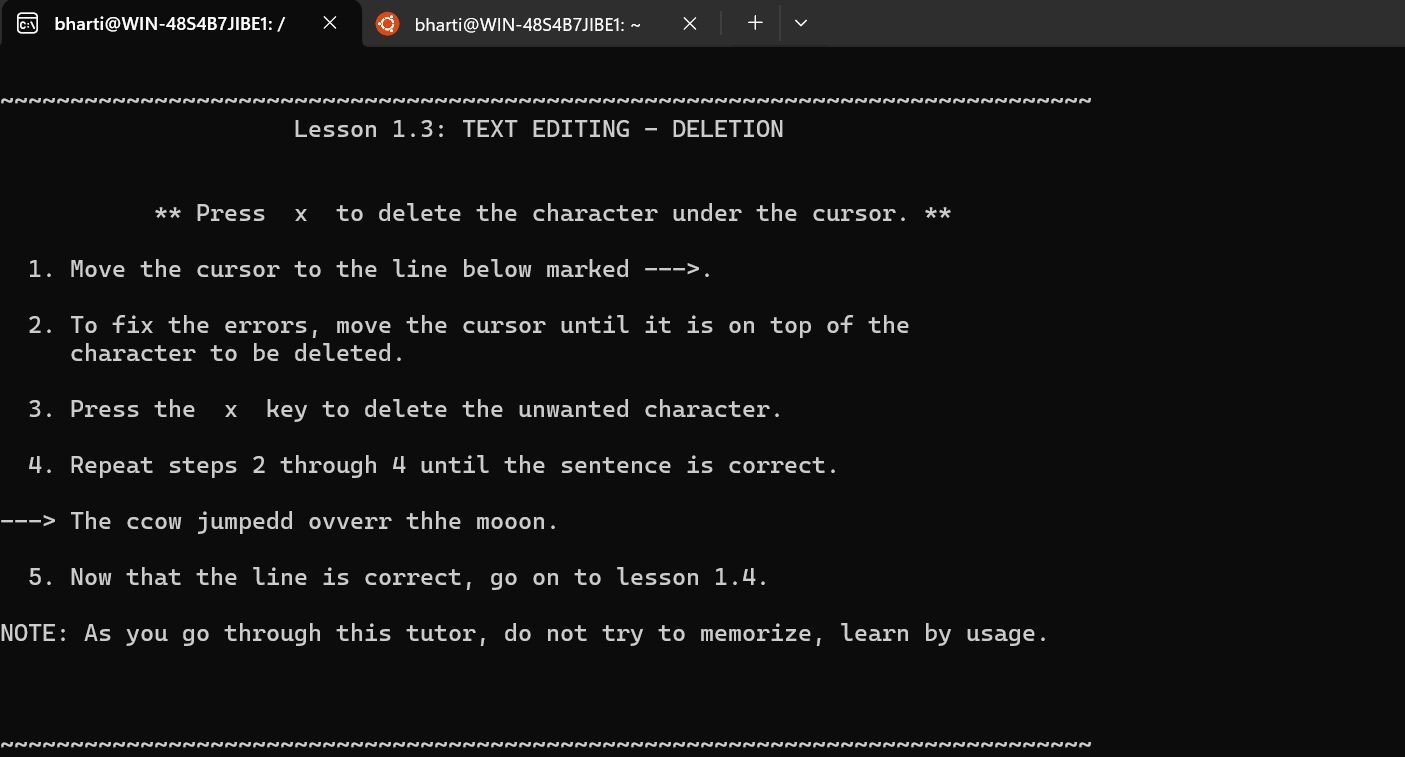 bharti@WIN-48S4B7JIBE1: /
bharti@WIN-48S4B7JIBE1: ~
~~~~~~~~~~~~~~~~~~~~~~~~~~~~~~~~~~~~~~~~~~~~~~~~~~~~~~~~~~~~~~~~~~~~~~~~~~~~~~
Lesson 1.3: TEXT EDITING - DELETION
** Press  x  to delete the character under the cursor. **
1. Move the cursor to the line below marked --->.
2. To fix the errors, move the cursor until it is on top of the
character to be deleted.
3. Press the  x  key to delete the unwanted character.
4. Repeat steps 2 through 4 until the sentence is correct.
---> The ccow jumpedd ovverr thhe mooon.
5. Now that the line is correct, go on to lesson 1.4.
NOTE: As you go through this tutor, do not try to memorize, learn by usage.
~~~~~~~~~~~~~~~~~~~~~~~~~~~~~~~~~~~~~~~~~~~~~~~~~~~~~~~~~~~~~~~~~~~~~~~~~~~~~~